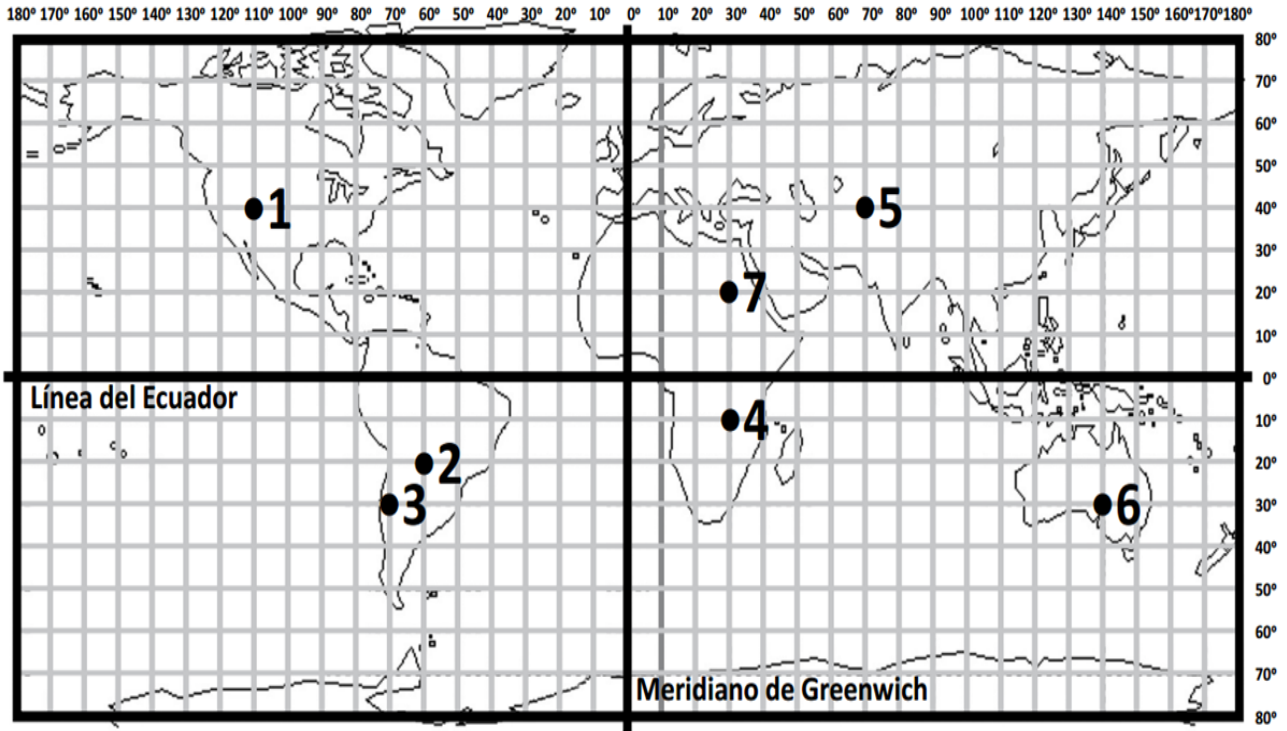 180º 170º 160º 150º 140º 130º 120º 110º 100º 90º 80º 70º 60º 50º 40º 30º 20º 10º 0º 10º 20º 30º 40º 50º 60º 70º 80º 90º 100º 110º 120º 130º 140º 150º 160º 170º 180º
80º
70º
60º
50º
1 5 40º
30º
7 20º
10º
0º
Línea del Ecuador
4 10º
2 20º
3 6 30º
40º
50º
60º
70º
Meridiano de Greenwich
80º